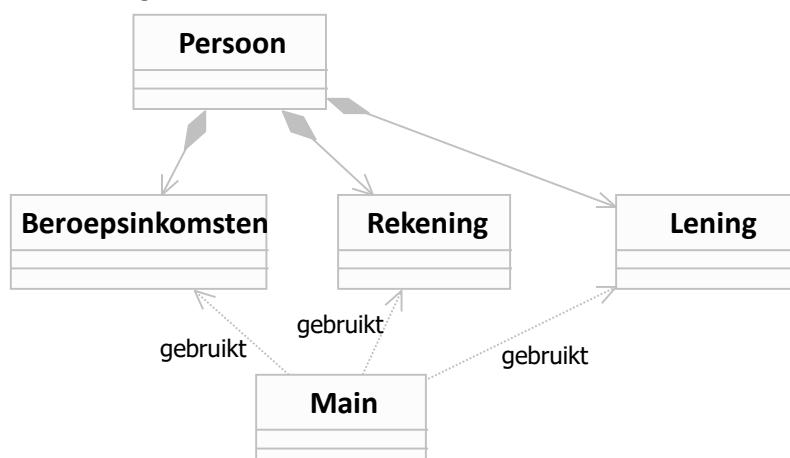 Persoon
Beroepsinkomsten
Rekening
Lening
gebruikt
gebruikt
gebruikt
Main